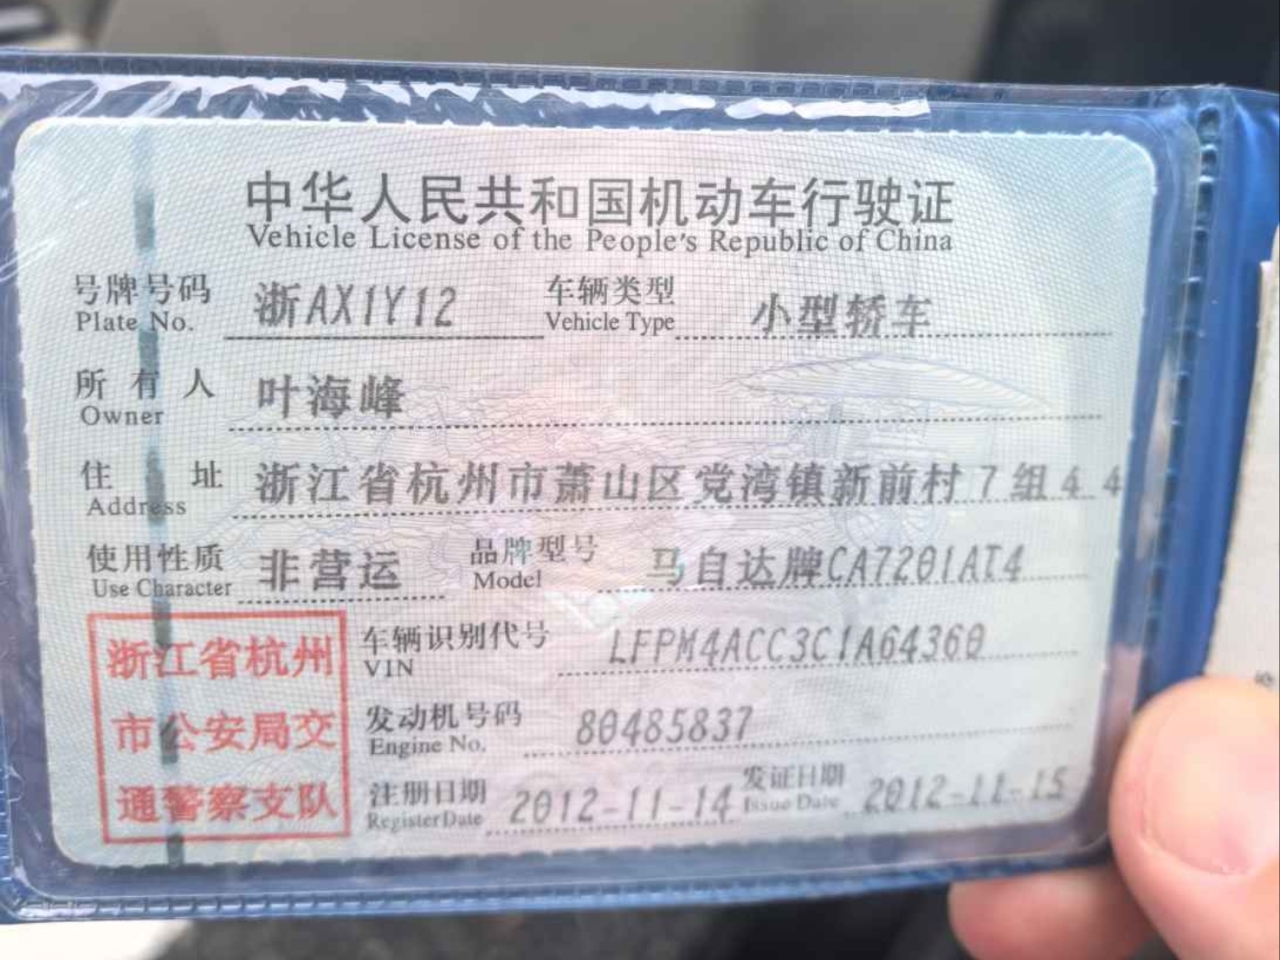 中华人民共和国机动车行驶证
Vehicle License of the People's Republic of China
号牌号码 浙AX1Y12 车辆类型 小型轿车
Plate No. Vehicle Type
所有人 叶海峰
Owner
住址 浙江省杭州市萧山区党湾镇新前村7组44
Address
使用性质 非营运 品牌型号 马自达牌CA7201AT4
Use Character Model
浙江省杭州
市公安局交
通警察支队
车辆识别代号 LFPM4ACC3C1A64360
VIN
发动机号码 80485837
Engine No.
注册日期 2012-11-14 发证日期 2012-11-15
Register Date Issue Date